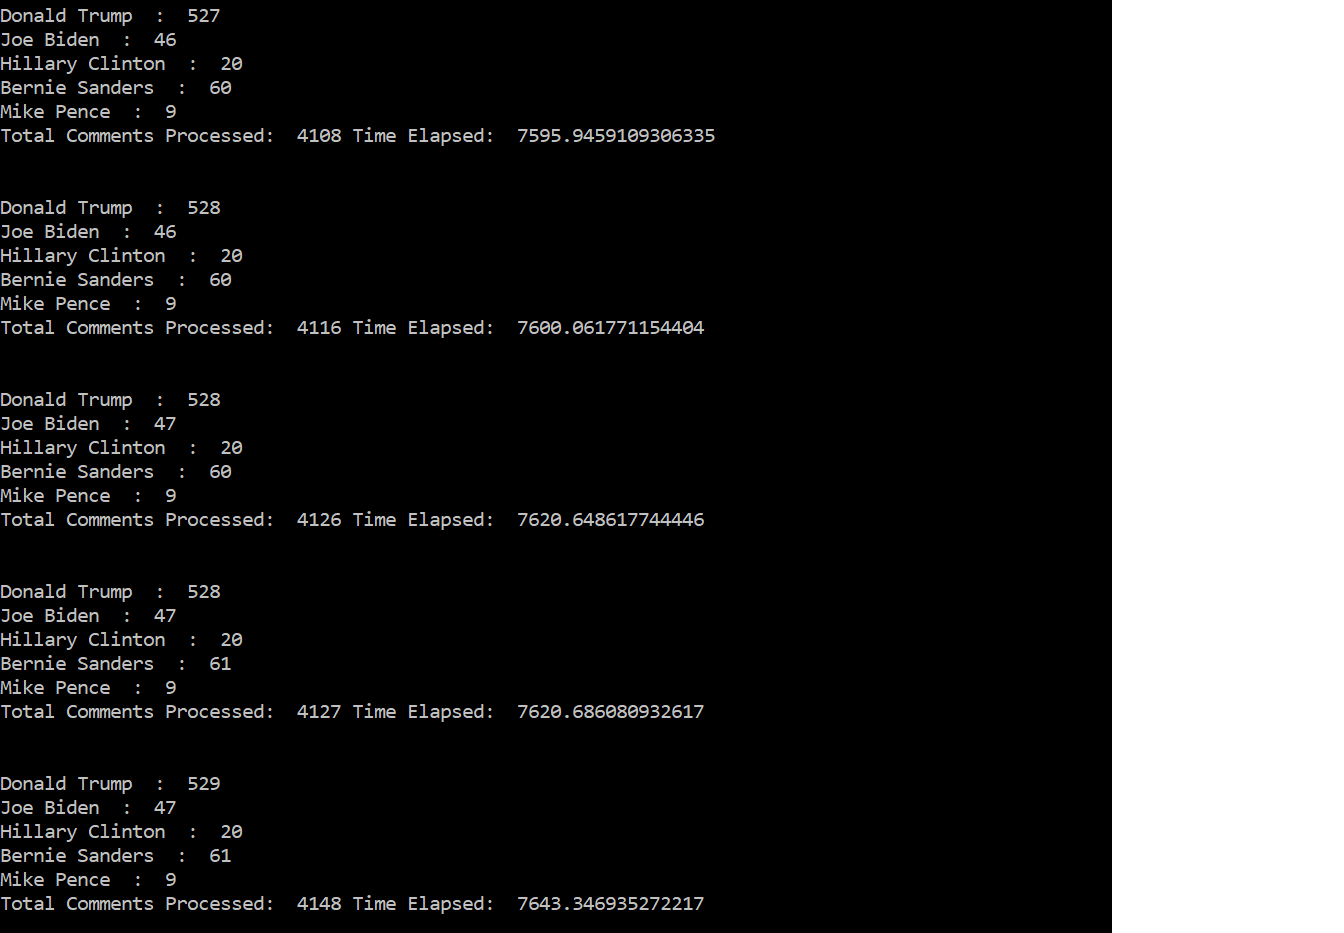 Donald Trump  :  527
Joe Biden  :  46
Hillary Clinton  :  20
Bernie Sanders  :  60
Mike Pence  :  9
Total Comments Processed:  4108 Time Elapsed:  7595.9459109306335
Donald Trump  :  528
Joe Biden  :  46
Hillary Clinton  :  20
Bernie Sanders  :  60
Mike Pence  :  9
Total Comments Processed:  4116 Time Elapsed:  7600.061771154404
Donald Trump  :  528
Joe Biden  :  47
Hillary Clinton  :  20
Bernie Sanders  :  60
Mike Pence  :  9
Total Comments Processed:  4126 Time Elapsed:  7620.648617744446
Donald Trump  :  528
Joe Biden  :  47
Hillary Clinton  :  20
Bernie Sanders  :  61
Mike Pence  :  9
Total Comments Processed:  4127 Time Elapsed:  7620.686080932617
Donald Trump  :  529
Joe Biden  :  47
Hillary Clinton  :  20
Bernie Sanders  :  61
Mike Pence  :  9
Total Comments Processed:  4148 Time Elapsed:  7643.346935272217